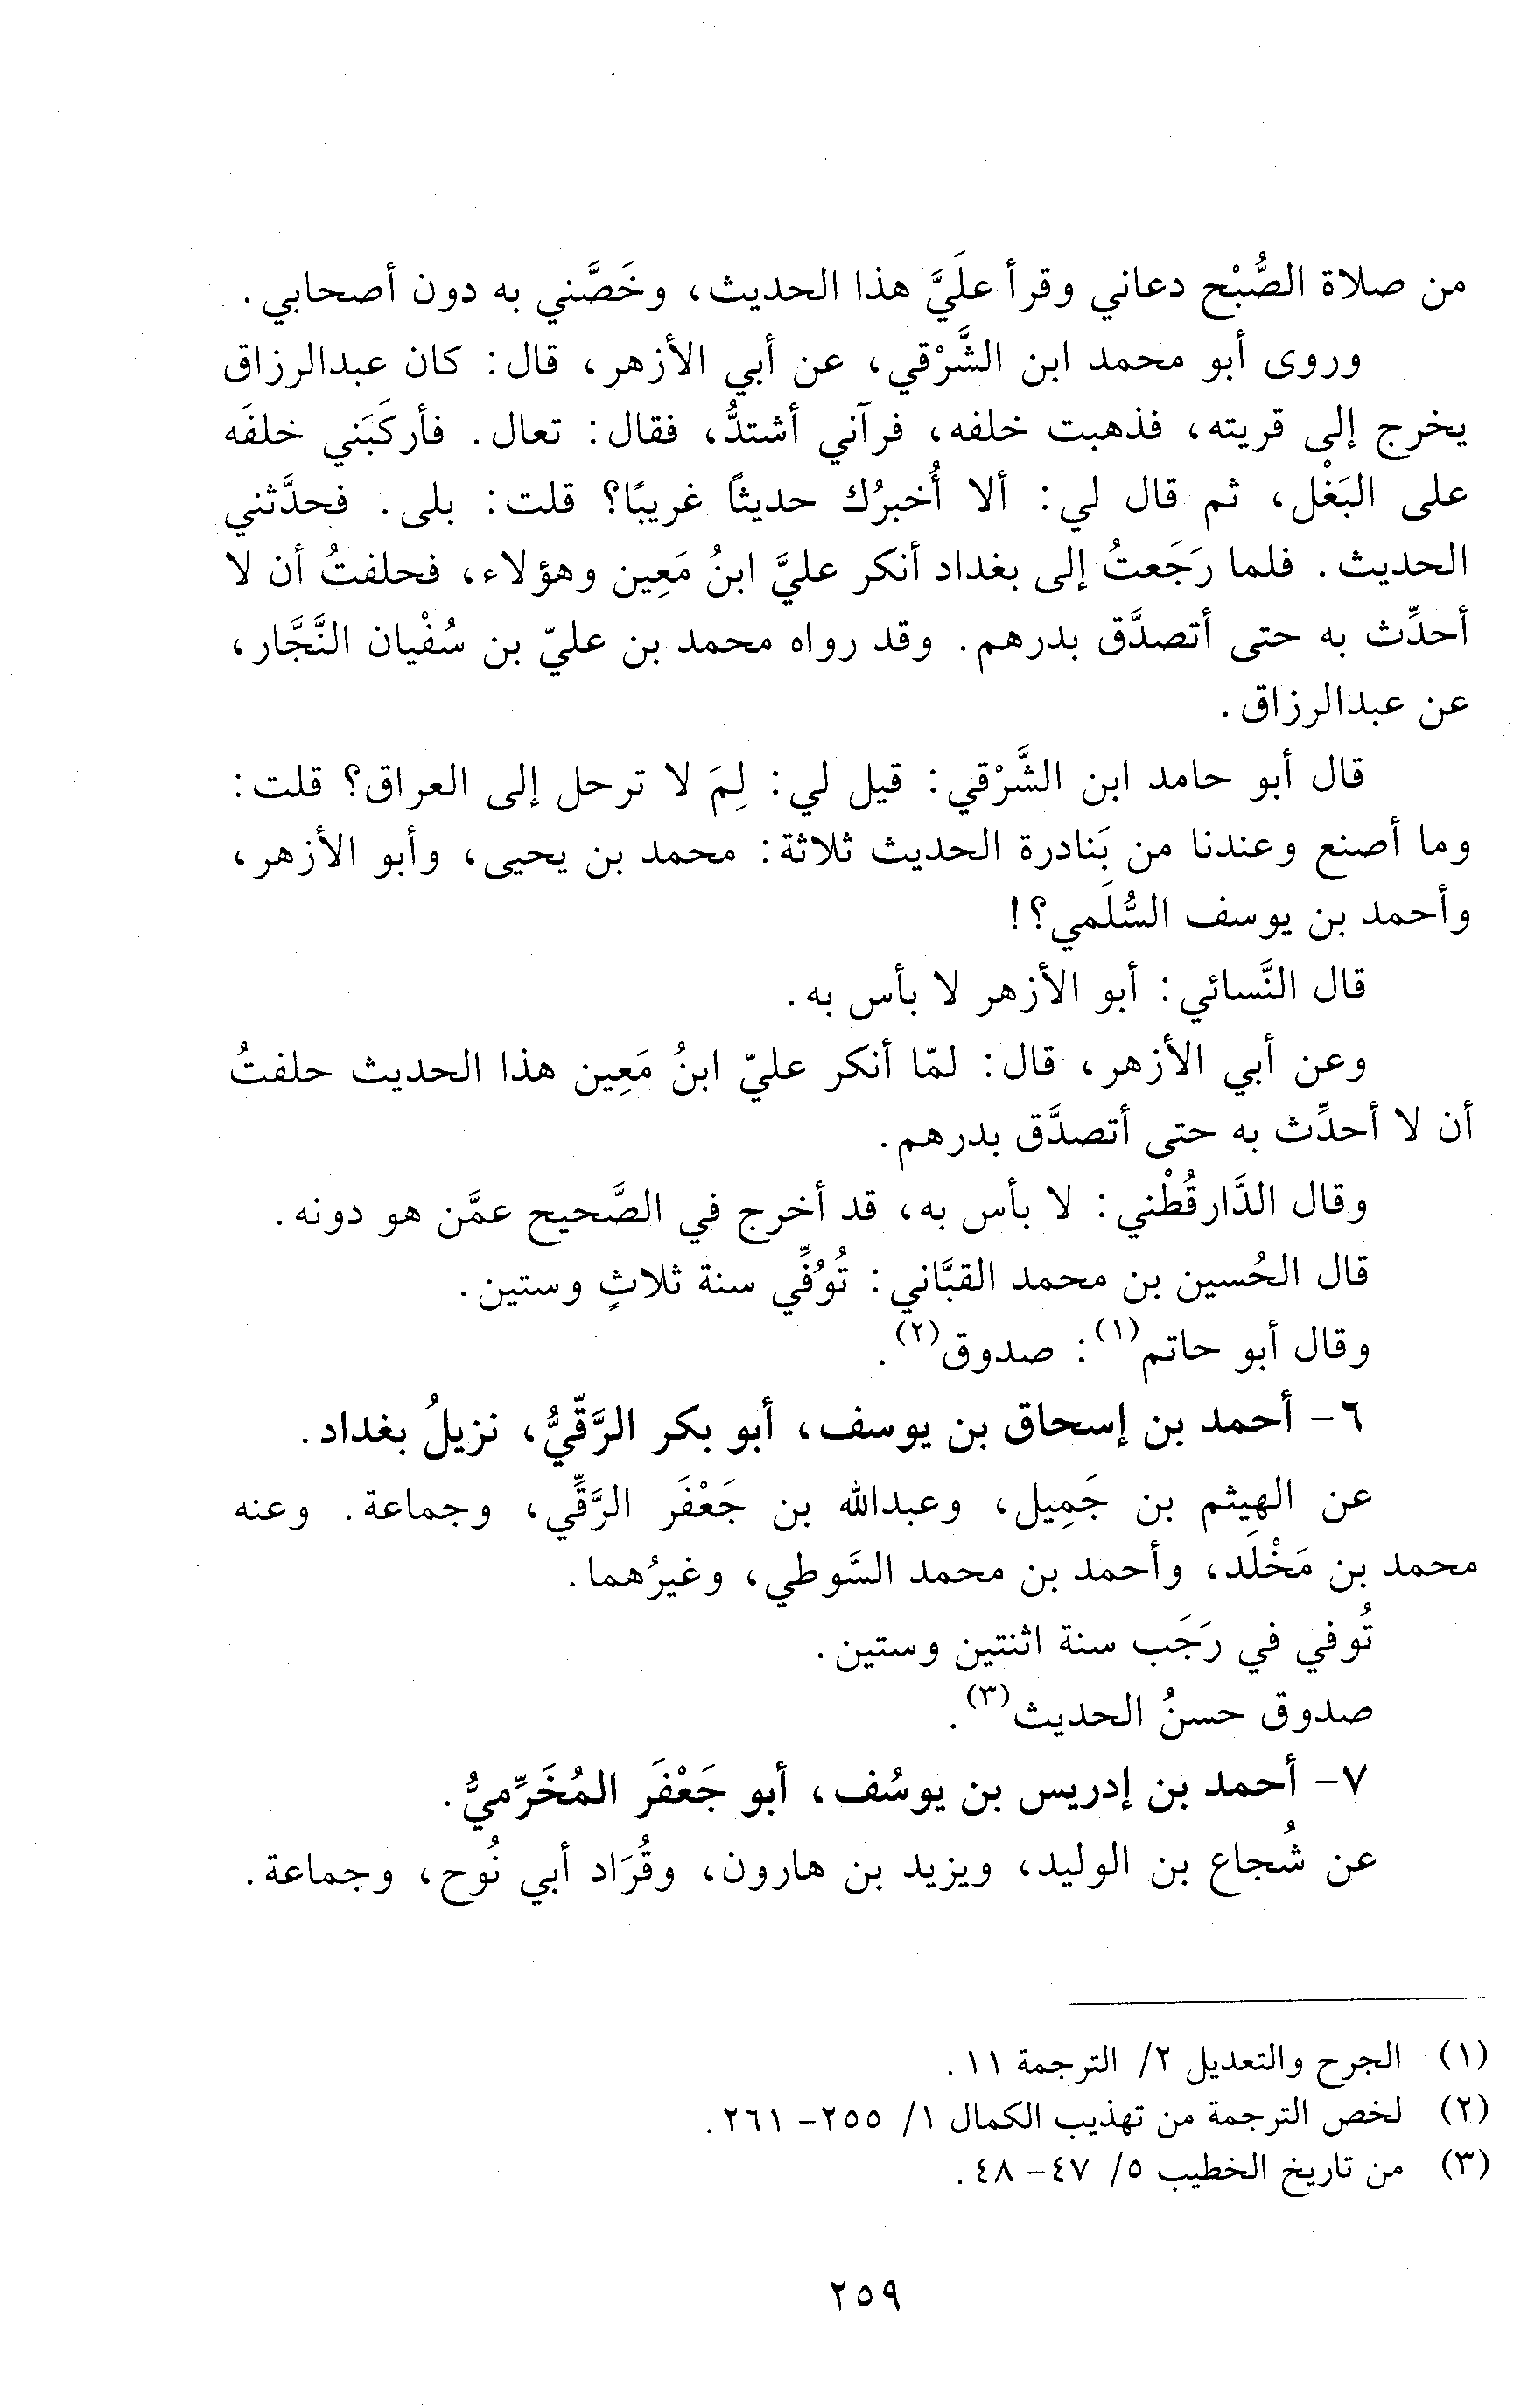 من صلاة الصُّبْح دعاني وقرأ علَيَّ هذا الحديث، وخَصَّني به دون أصحابي.
وروى أبو محمد ابن الشَّرْقي، عن أبي الأزهر، قال: كان عبدالرزاق
يخرج إلى قريته، فذهبت خلفه، فرآني أشتدُّ، فقال: تعال. فأركَبَني خلفَه
على البَغْل، ثم قال لي: ألا أُخبرُك حديثًا غريبًا؟ قلت: بلى. فحدَّثني
الحديث. فلما رَجَعتُ إلى بغداد أنكر عليَّ ابنُ مَعِين وهؤلاء، فحلفتُ أن لا
أحدِّث به حتى أتصدَّق بدرهم. وقد رواه محمد بن عليّ بن سُفْيان النَّجَّار،
عن عبدالرزاق.
قال أبو حامد ابن الشَّرْقي: قيل لي: لِمَ لا ترحل إلى العراق؟ قلت:
وما أصنع وعندنا من بَنادرة الحديث ثلاثة: محمد بن يحيى، وأبو الأزهر،
وأحمد بن يوسف السُّلَمي؟!
قال النَّسائي: أبو الأزهر لا بأس به.
وعن أبي الأزهر، قال: لمّا أنكر عليّ ابنُ مَعِين هذا الحديث حلفتُ
أن لا أحدِّث به حتى أتصدَّق بدرهم.
وقال الدَّارقُطْني: لا بأس به، قد أخرج في الصَّحيح عمَّن هو دونه.
قال الحُسين بن محمد القبَّاني: تُوُفِّي سنة ثلاثٍ وستين.
وقال أبو حاتم(١): صدوق(٢).
٦- أحمد بن إسحاق بن يوسف، أبو بكر الرَّقّيُّ، نزيلُ بغداد.
عن الهيثم بن جَمِيل، وعبدالله بن جَعْفَر الرَّقِّي، وجماعة. وعنه
محمد بن مَخْلَد، وأحمد بن محمد السَّوطي، وغيرُهما.
تُوفي في رَجَب سنة اثنتين وستين.
صدوق حسنُ الحديث(٣).
٧- أحمد بن إدريس بن يوسُف، أبو جَعْفَر المُخَرِّميُّ.
عن شُجاع بن الوليد، ويزيد بن هارون، وقُرَاد أبي نُوح، وجماعة.
(١) الجرح والتعديل ٢/ الترجمة ١١.
(٢) لخص الترجمة من تهذيب الكمال ١/ ٢٥٥- ٢٦١.
(٣) من تاريخ الخطيب ٥/ ٤٧- ٤٨.
٢٥٩